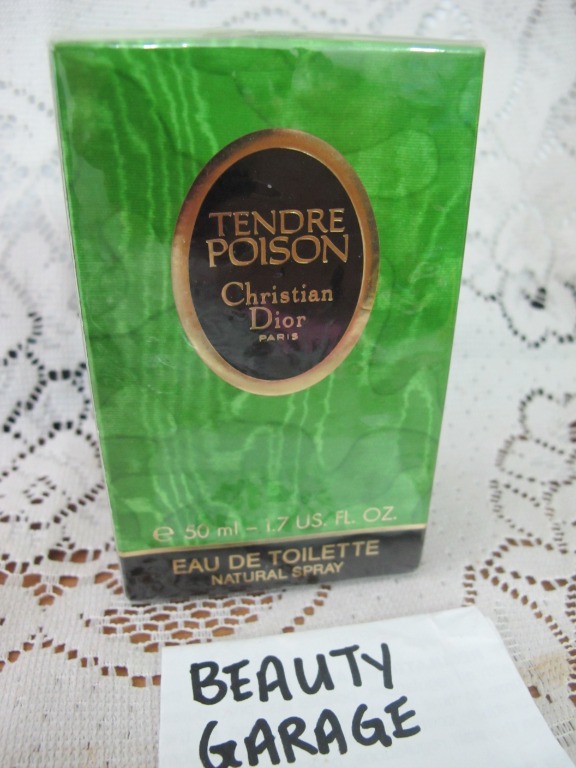 TENDRE
POISON
Christian
Dior
PARIS
e 50 ml – 1.7 US. FL. OZ.
EAU DE TOILETTE
NATURAL SPRAY
BEAUTY
GARAGE